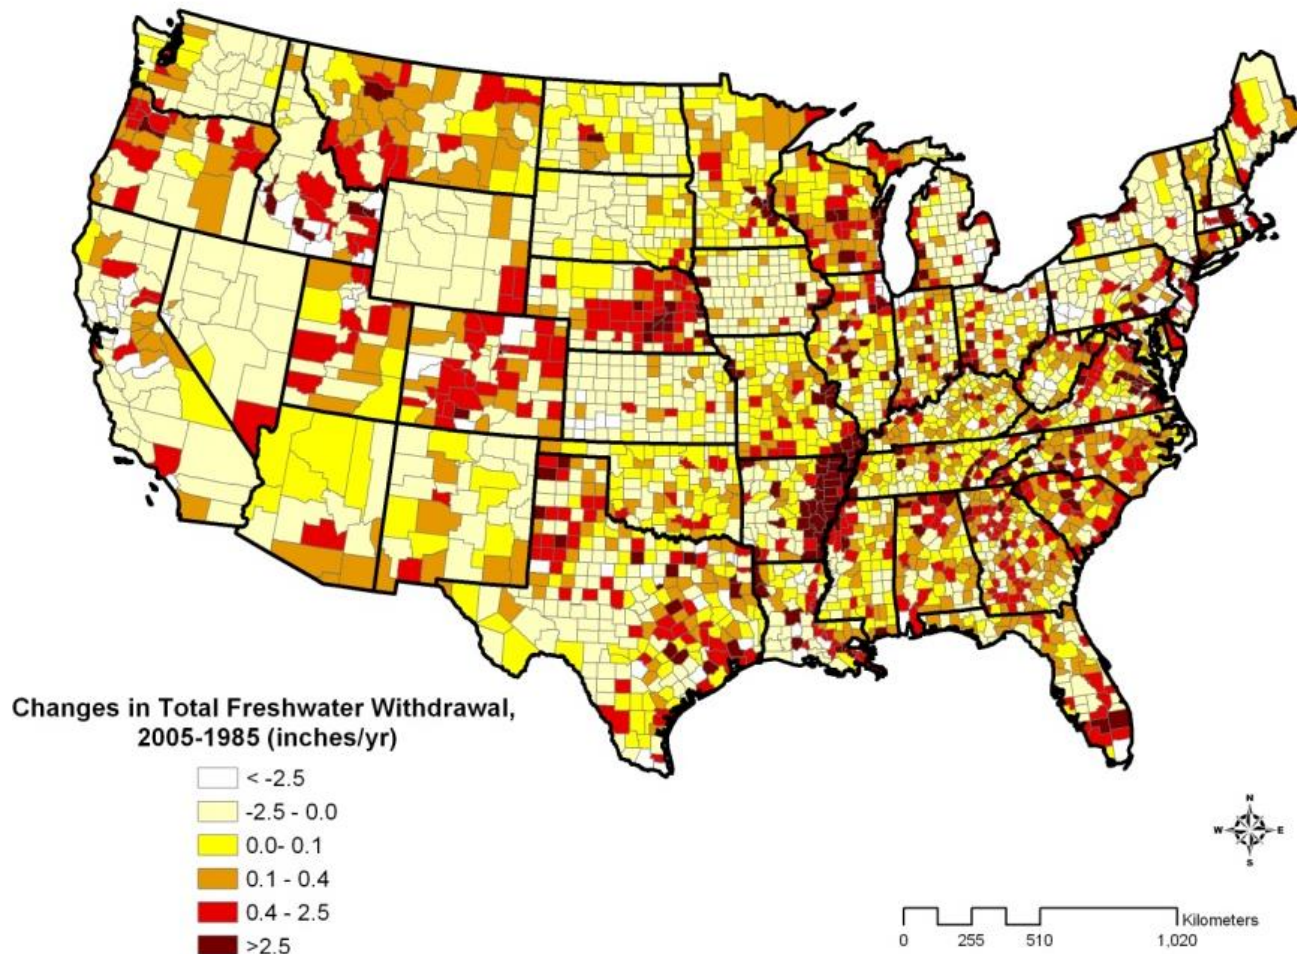 Changes in Total Freshwater Withdrawal,
2005-1985 (inches/yr)
< -2.5
-2.5 - 0.0
0.0- 0.1
0.1 - 0.4
0.4 - 2.5
>2.5
N
W E
S
Kilometers
0 255 510 1,020